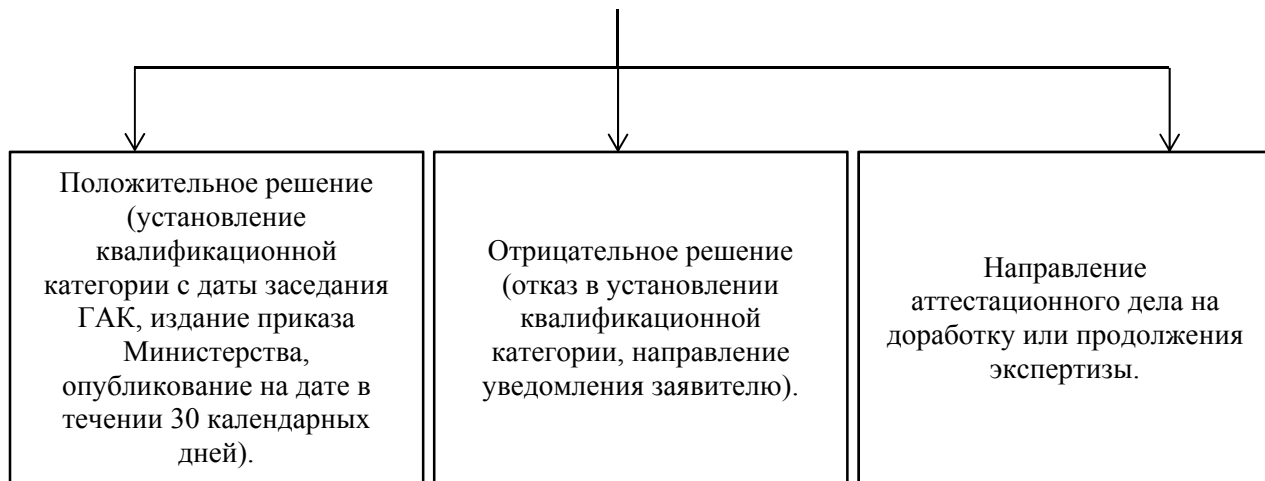 Положительное решение
(установление
квалификационной
категории с даты заседания
ГАК, издание приказа
Министерства,
опубликование на дате в
течении 30 календарных
дней).
Отрицательное решение
(отказ в установлении
квалификационной
категории, направление
уведомления заявителю).
Направление
аттестационного дела на
доработку или продолжения
экспертизы.